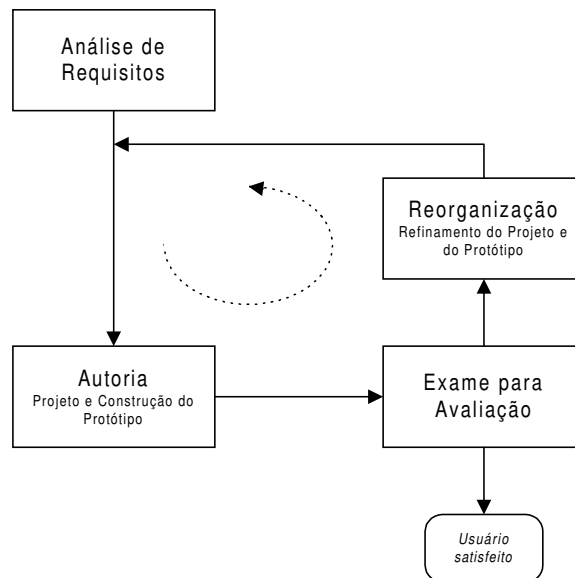 Análise de
Requisitos
Reorganização
Refinamento do Projeto e
do Protótipo
Autoria
Projeto e Construção do
Protótipo
Exame para
Avaliação
Usuário
satisfeito